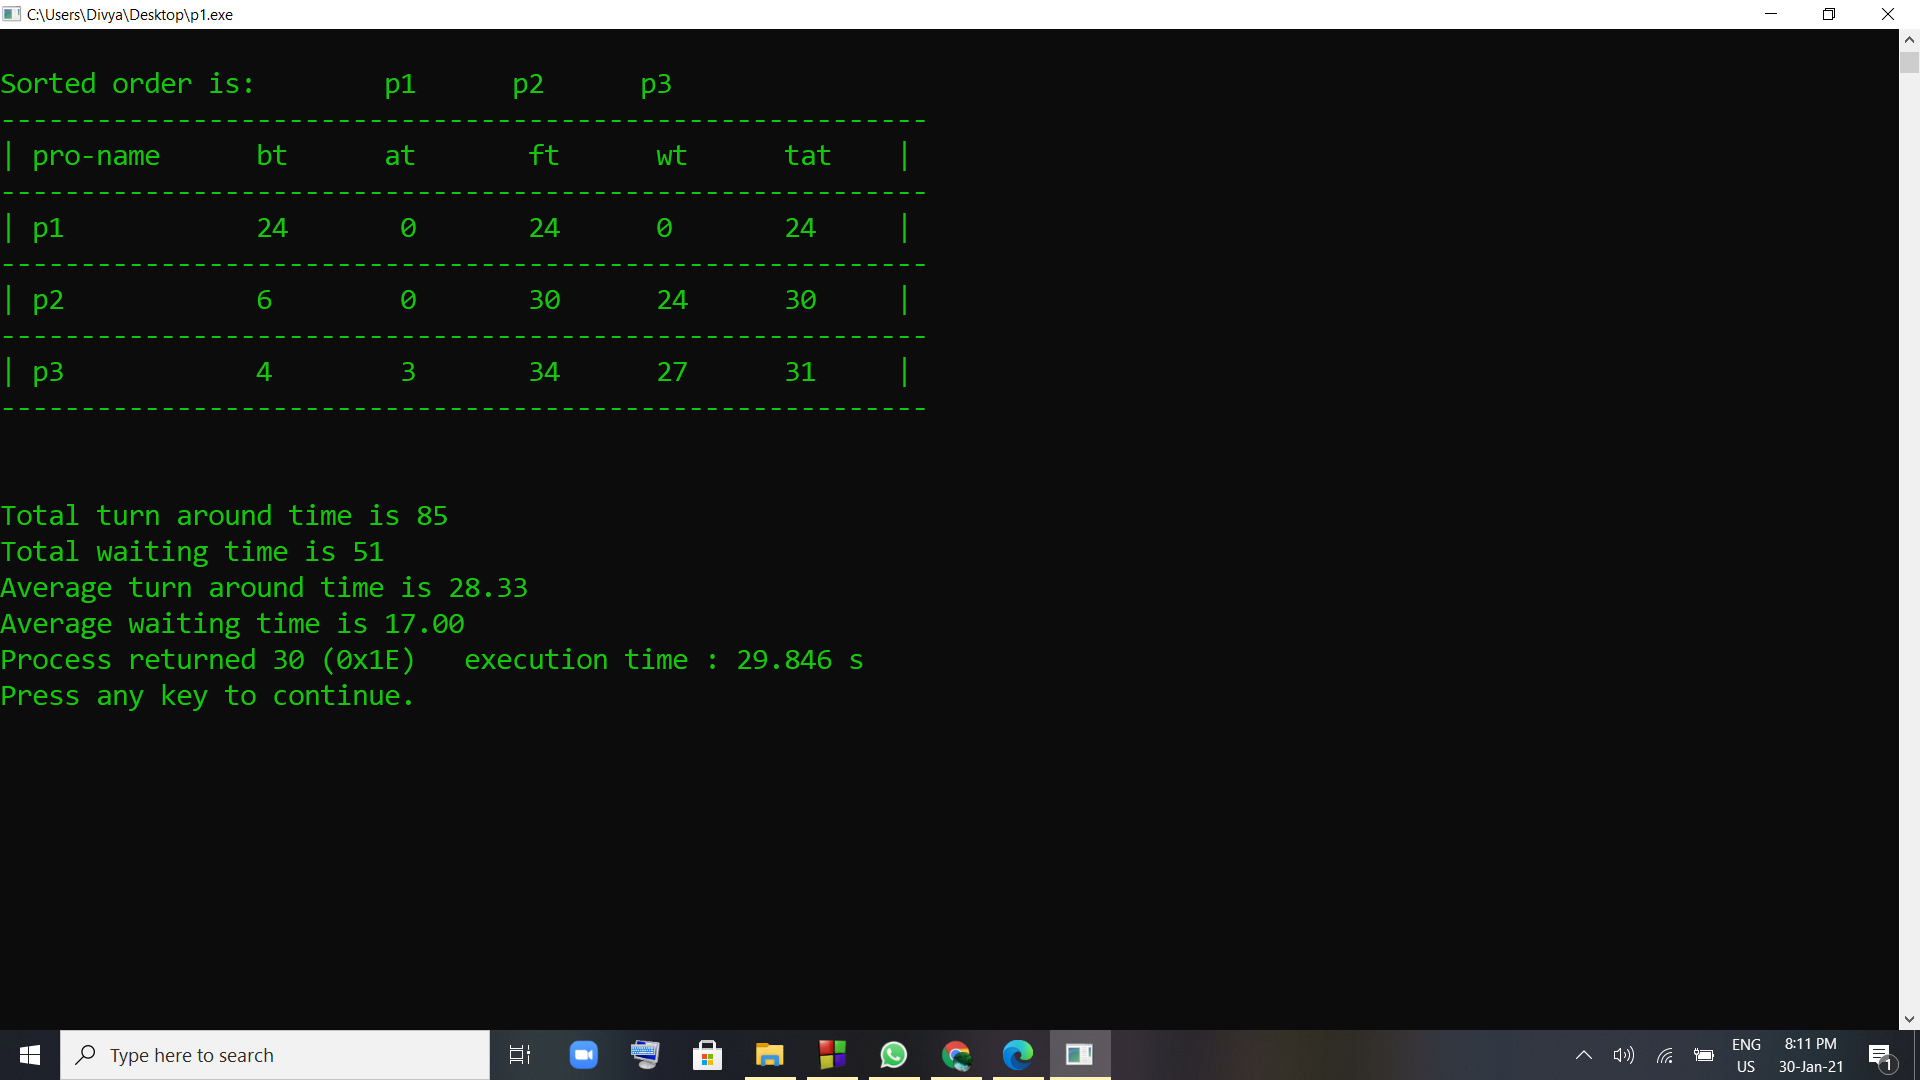 C:\Users\Divya\Desktop\p1.exe
Sorted order is: p1 p2 p3
----------------------------------------------------------
| pro-name bt at ft wt tat |
----------------------------------------------------------
| p1 24 0 24 0 24 |
----------------------------------------------------------
| p2 6 0 30 24 30 |
----------------------------------------------------------
| p3 4 3 34 27 31 |
----------------------------------------------------------
Total turn around time is 85
Total waiting time is 51
Average turn around time is 28.33
Average waiting time is 17.00
Process returned 30 (0x1E) execution time : 29.846 s
Press any key to continue.
Type here to search
ENG
US
8:11 PM
30-Jan-21
1